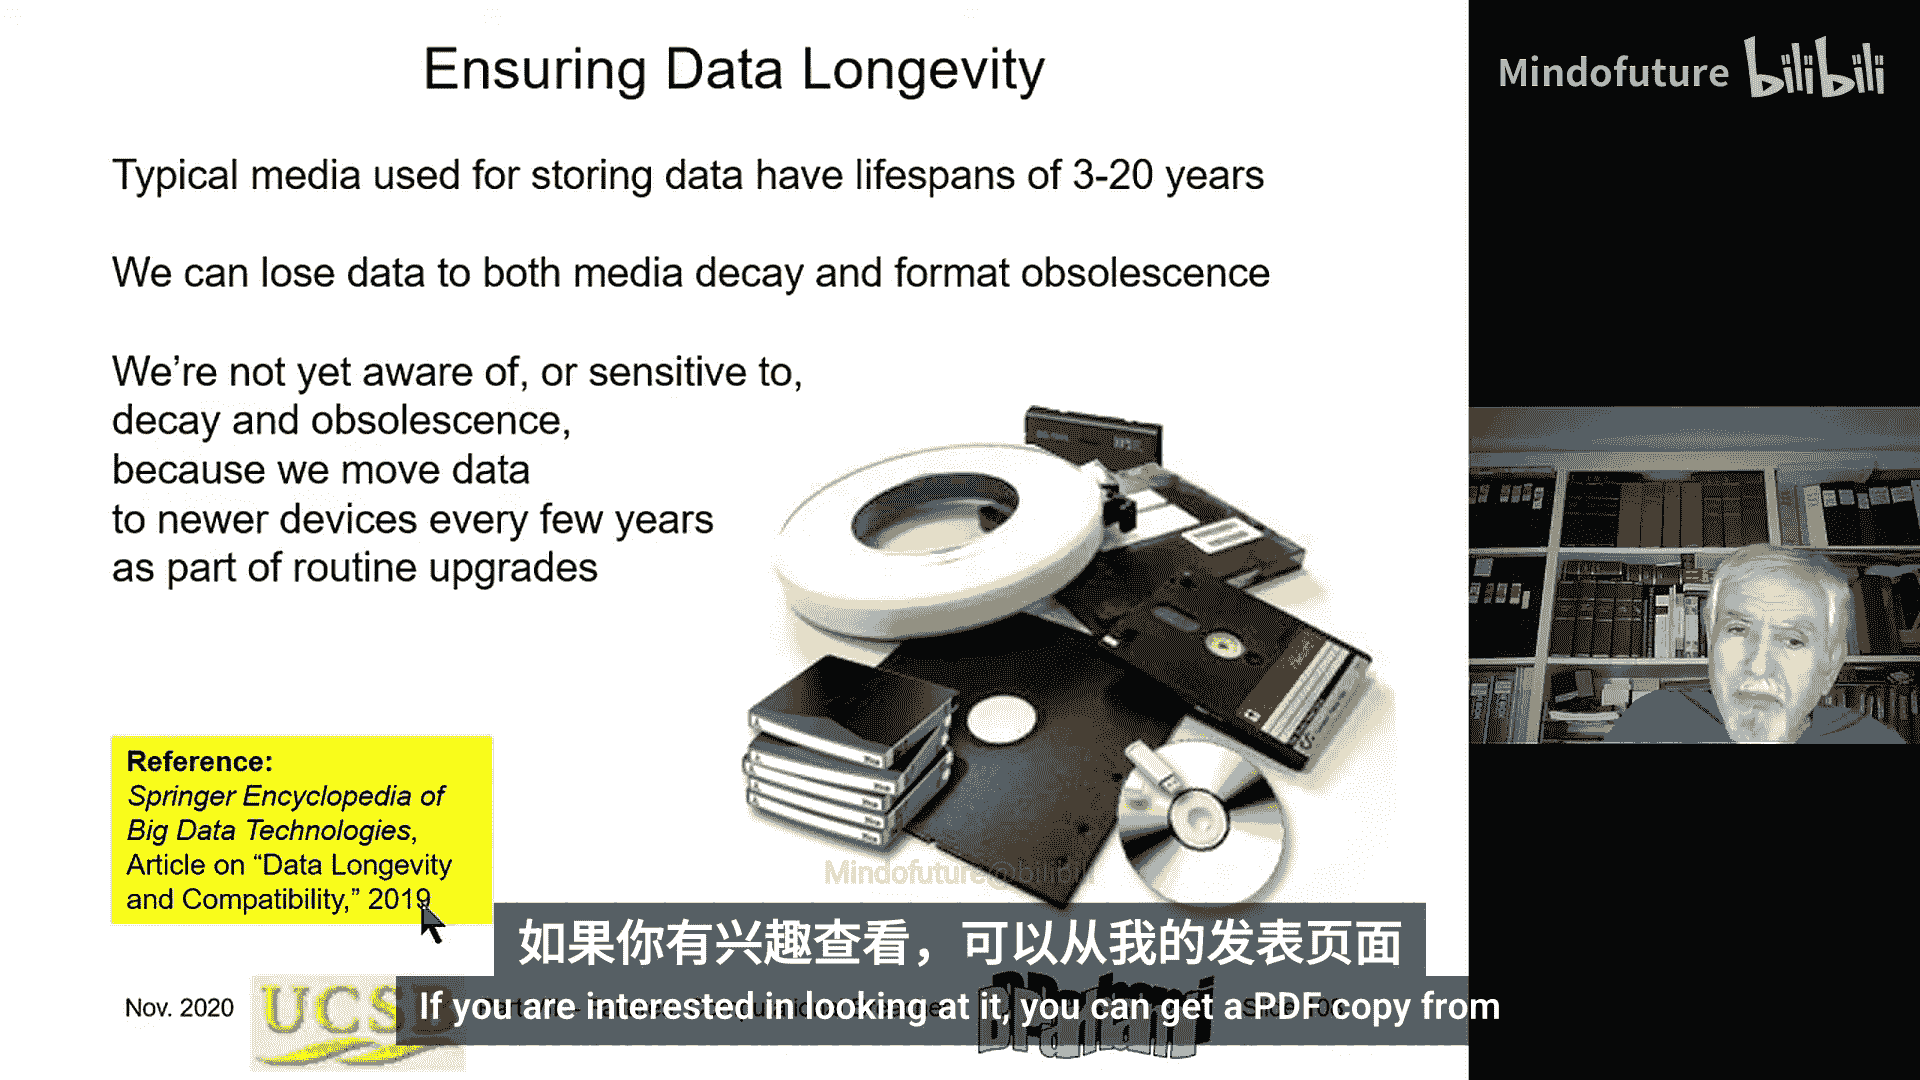 Ensuring Data Longevity
Mindofuture bilibili
Typical media used for storing data have lifespans of 3-20 years
We can lose data to both media decay and format obsolescence
We're not yet aware of, or sensitive to,
decay and obsolescence,
because we move data
to newer devices every few years
as part of routine upgrades
Reference:
Springer Encyclopedia of
Big Data Technologies,
Article on “Data Longevity
and Compatibility,” 2019
Mindofuture@bilibili
如果你有兴趣查看，可以从我的发表页面
Nov. 2020
UCSB
B. Parhami
If you are interested in looking at it, you can get a PDF copy from